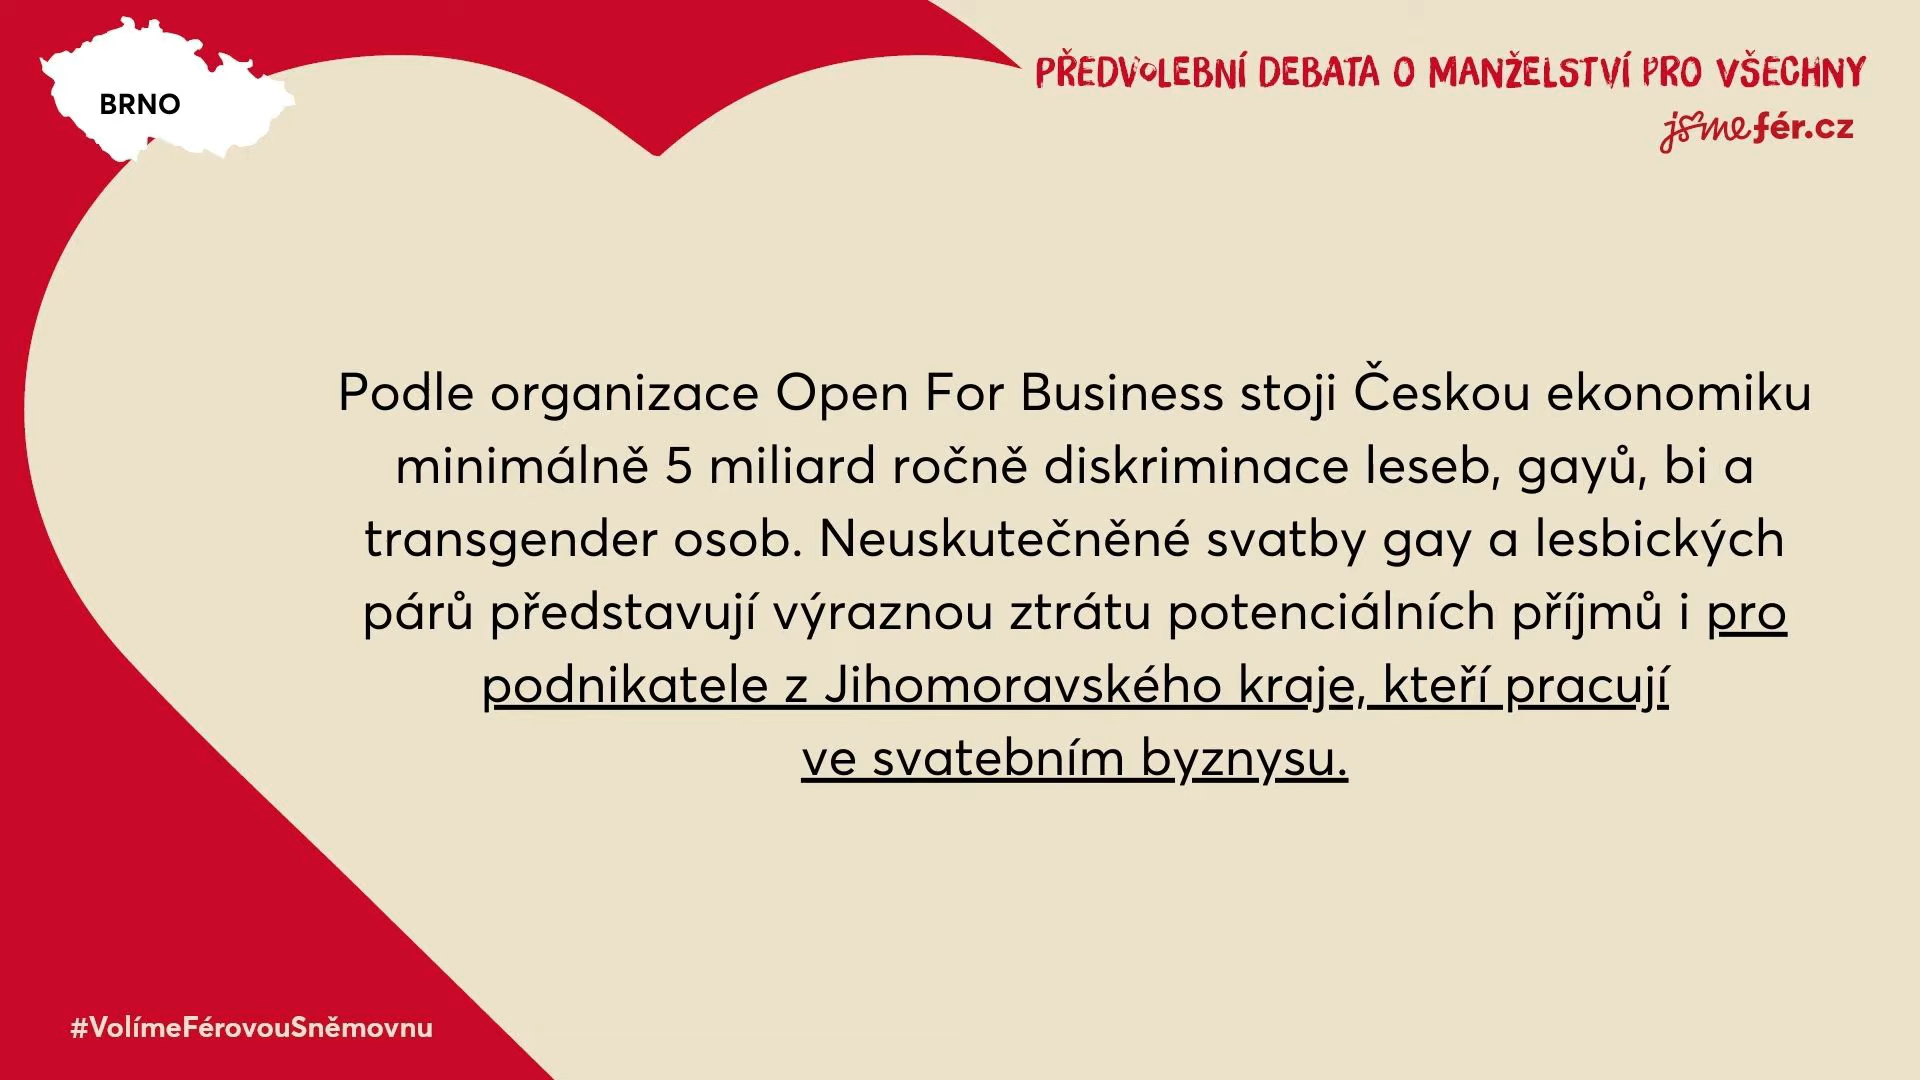 BRNO
PŘEDVOLEBNÍ DEBATA O MANŽELSTVÍ PRO VŠECHNY
jsmefér.cz
Podle organizace Open For Business stoji Českou ekonomiku
minimálně 5 miliard ročně diskriminace leseb, gayů, bi a
transgender osob. Neuskutečněné svatby gay a lesbických
párů představují výraznou ztrátu potenciálních příjmů i pro
podnikatele z Jihomoravského kraje, kteří pracují
ve svatebním byznysu.
#VolímeFérovouSněmovnu